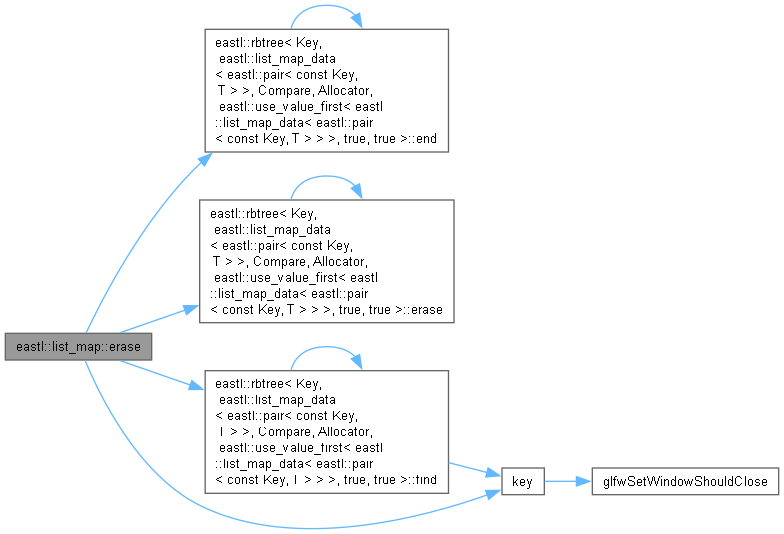 eastl::rbtree< Key,
eastl::list_map_data
< eastl::pair< const Key,
T > >, Compare, Allocator,
eastl::use_value_first< eastl
::list_map_data< eastl::pair
< const Key, T > > >, true, true >::end
eastl::rbtree< Key,
eastl::list_map_data
< eastl::pair< const Key,
T > >, Compare, Allocator,
eastl::use_value_first< eastl
::list_map_data< eastl::pair
< const Key, T > > >, true, true >::erase
eastl::list_map::erase
eastl::rbtree< Key,
eastl::list_map_data
< eastl::pair< const Key,
T > >, Compare, Allocator,
eastl::use_value_first< eastl
::list_map_data< eastl::pair
< const Key, T > > >, true, true >::find
key
glfwSetWindowShouldClose